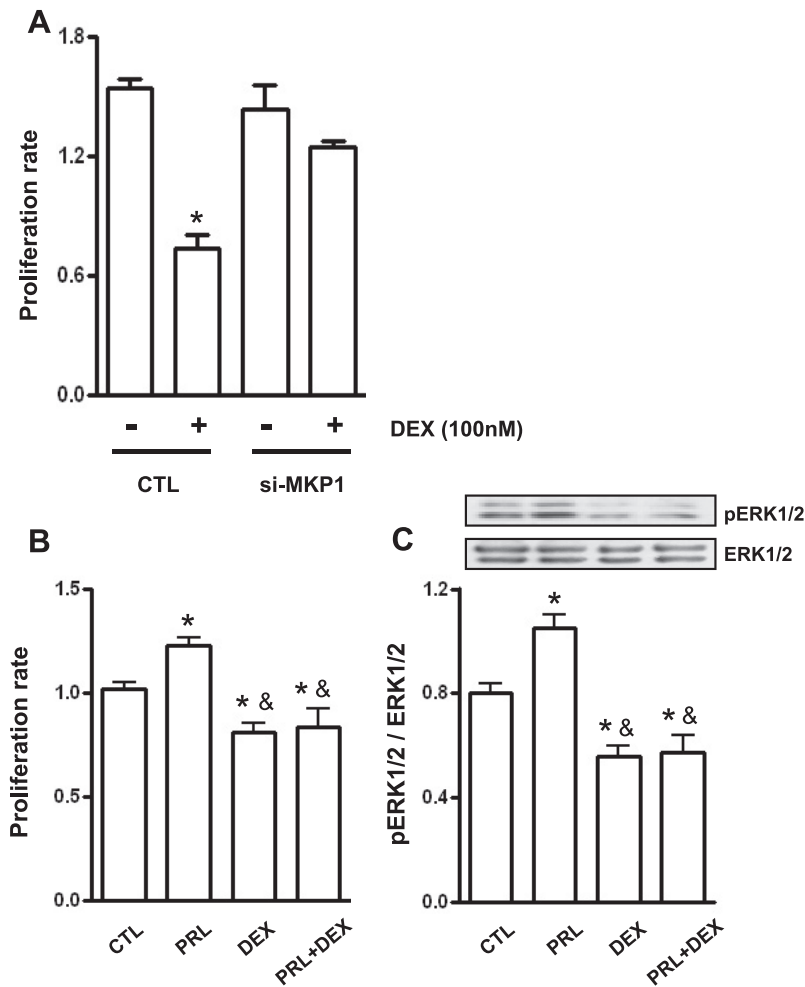 A
1.8
1.2
0.6
0.0
Proliferation rate
*
- + - + DEX (100nM)
CTL si-MKP1
B
1.5
1.0
0.5
0.0
Proliferation rate
*
* & * &
CTL PRL DEX PRL+DEX
C
pERK1/2
ERK1/2
1.2
0.8
0.4
0.0
pERK1/2 / ERK1/2
*
* & * &
CTL PRL DEX PRL+DEX